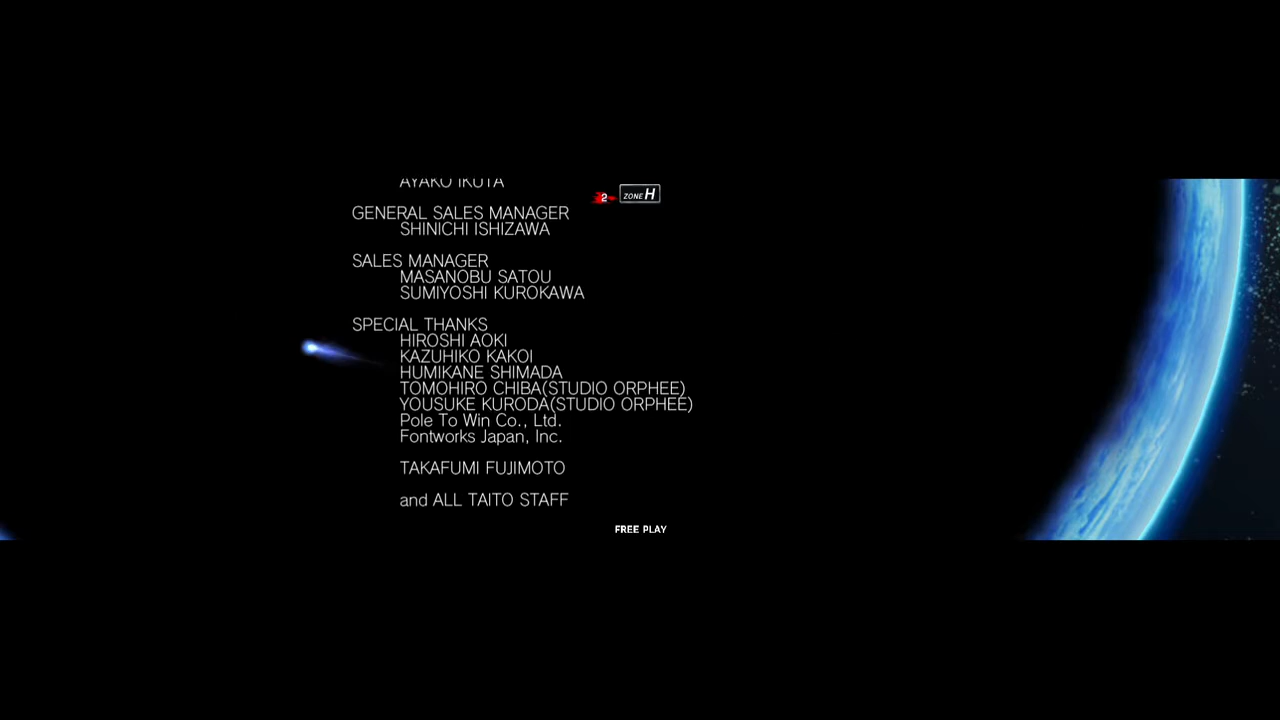 AYAKO IKUTA
2 ZONE H
GENERAL SALES MANAGER
SHINICHI ISHIZAWA
SALES MANAGER
MASANOBU SATOU
SUMIYOSHI KUROKAWA
SPECIAL THANKS
HIROSHI AOKI
KAZUHIKO KAKOI
HUMIKANE SHIMADA
TOMOHIRO CHIBA(STUDIO ORPHEE)
YOUSUKE KURODA(STUDIO ORPHEE)
Pole To Win Co., Ltd.
Fontworks Japan, Inc.
TAKAFUMI FUJIMOTO
and ALL TAITO STAFF
FREE PLAY